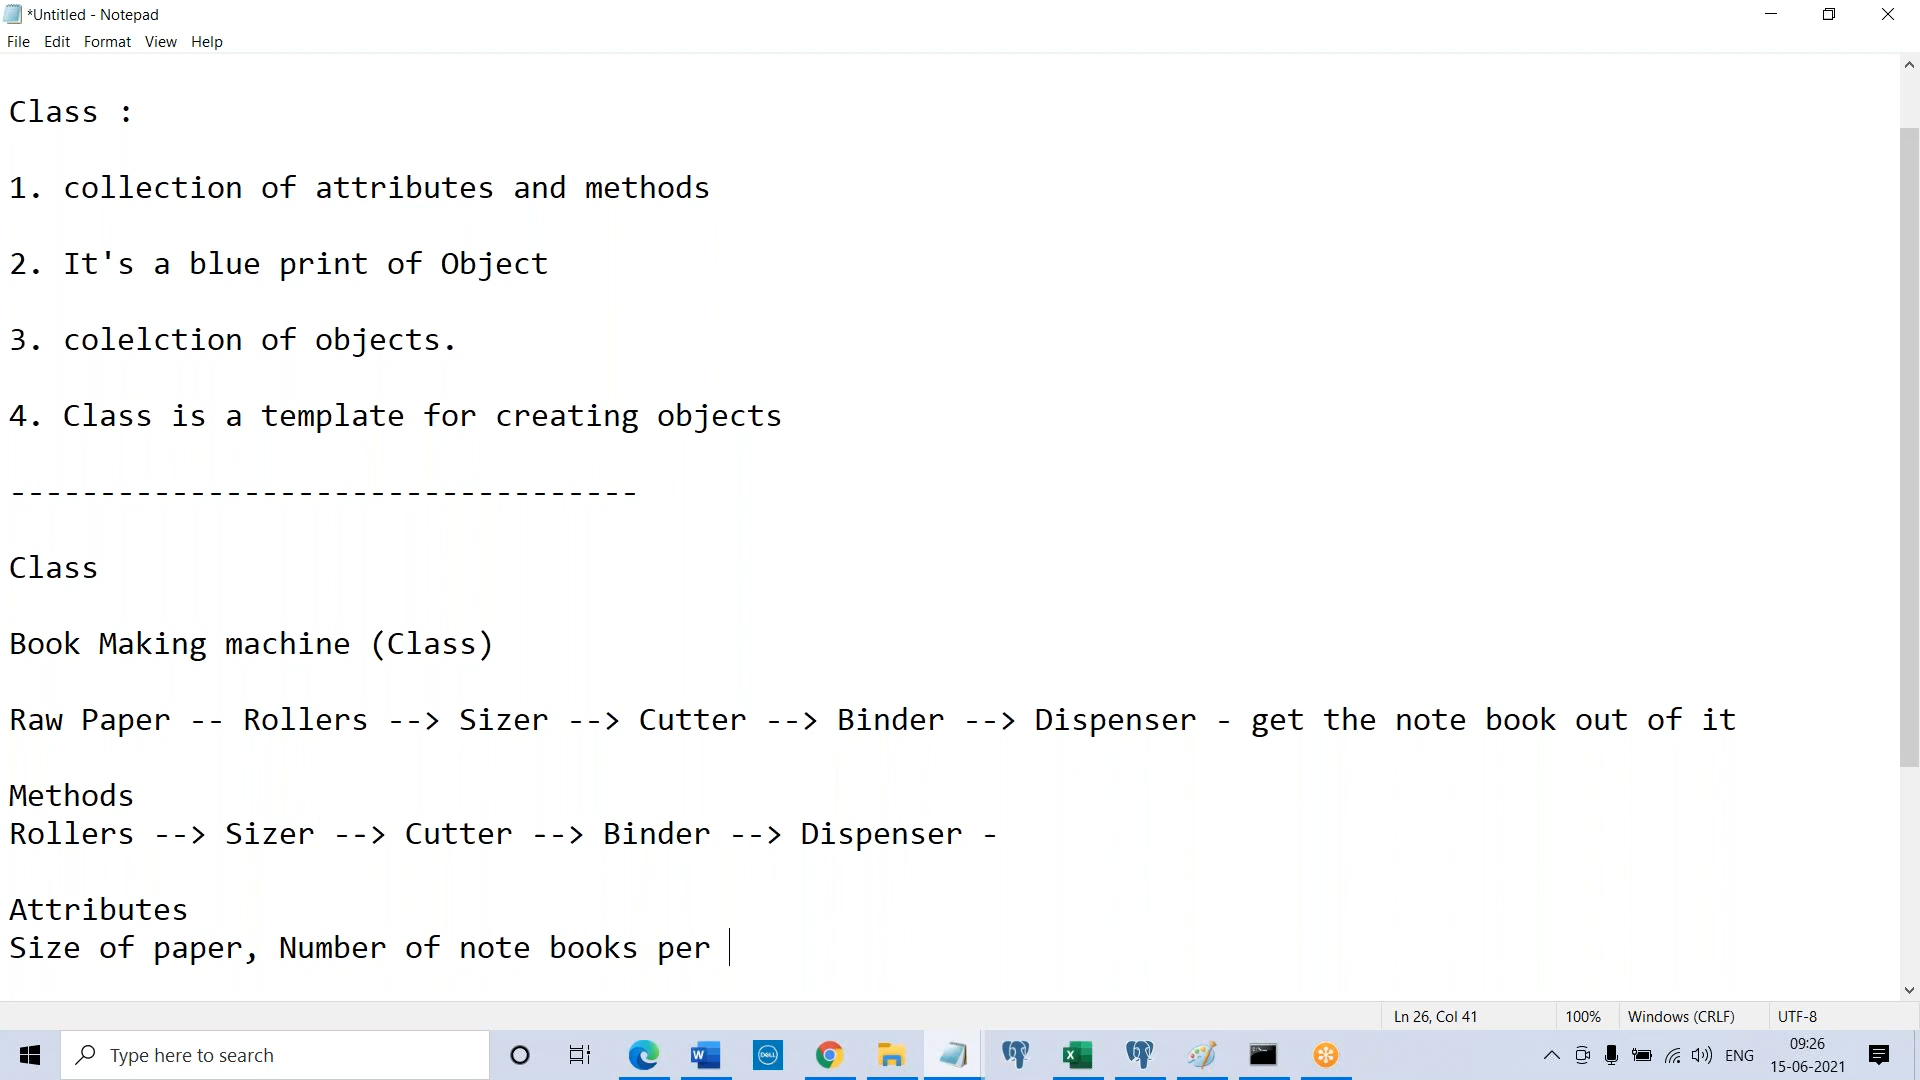 *Untitled - Notepad
File Edit Format View Help
Class :
1. collection of attributes and methods
2. It's a blue print of Object
3. colelction of objects.
4. Class is a template for creating objects
-----------------------------------
Class
Book Making machine (Class)
Raw Paper -- Rollers --> Sizer --> Cutter --> Binder --> Dispenser - get the note book out of it
Methods
Rollers --> Sizer --> Cutter --> Binder --> Dispenser -
Attributes
Size of paper, Number of note books per
Ln 26, Col 41 100% Windows (CRLF) UTF-8
Type here to search
DELL
ENG
09:26
15-06-2021